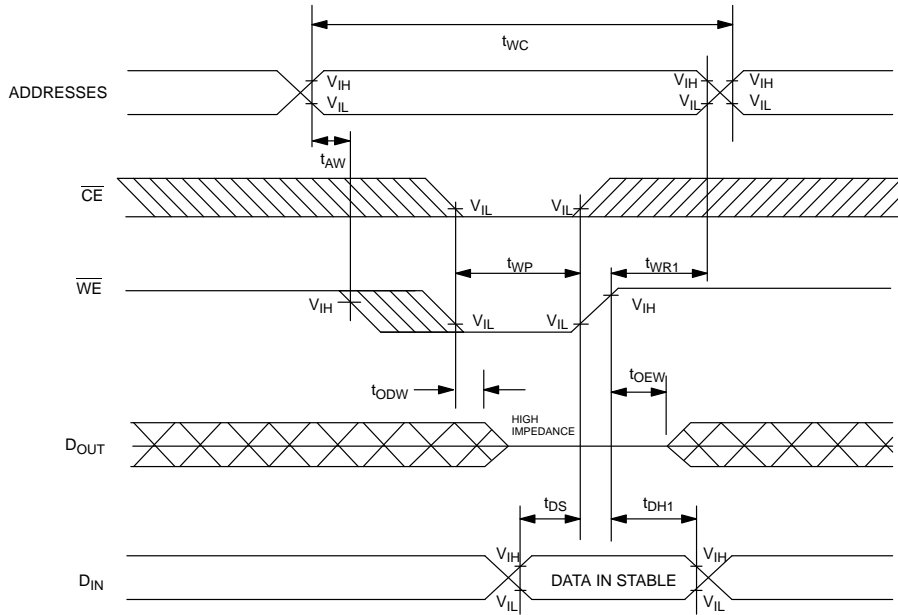 tWC
ADDRESSES
VIH VIH VIH
VIL VIL VIL
tAW
CE VIL VIL
tWP tWR1
WE VIH VIL VIL VIH
tODW tOEW
HIGH
IMPEDANCE
DOUT
tDS tDH1
VIH VIH
DIN DATA IN STABLE
VIL VIL